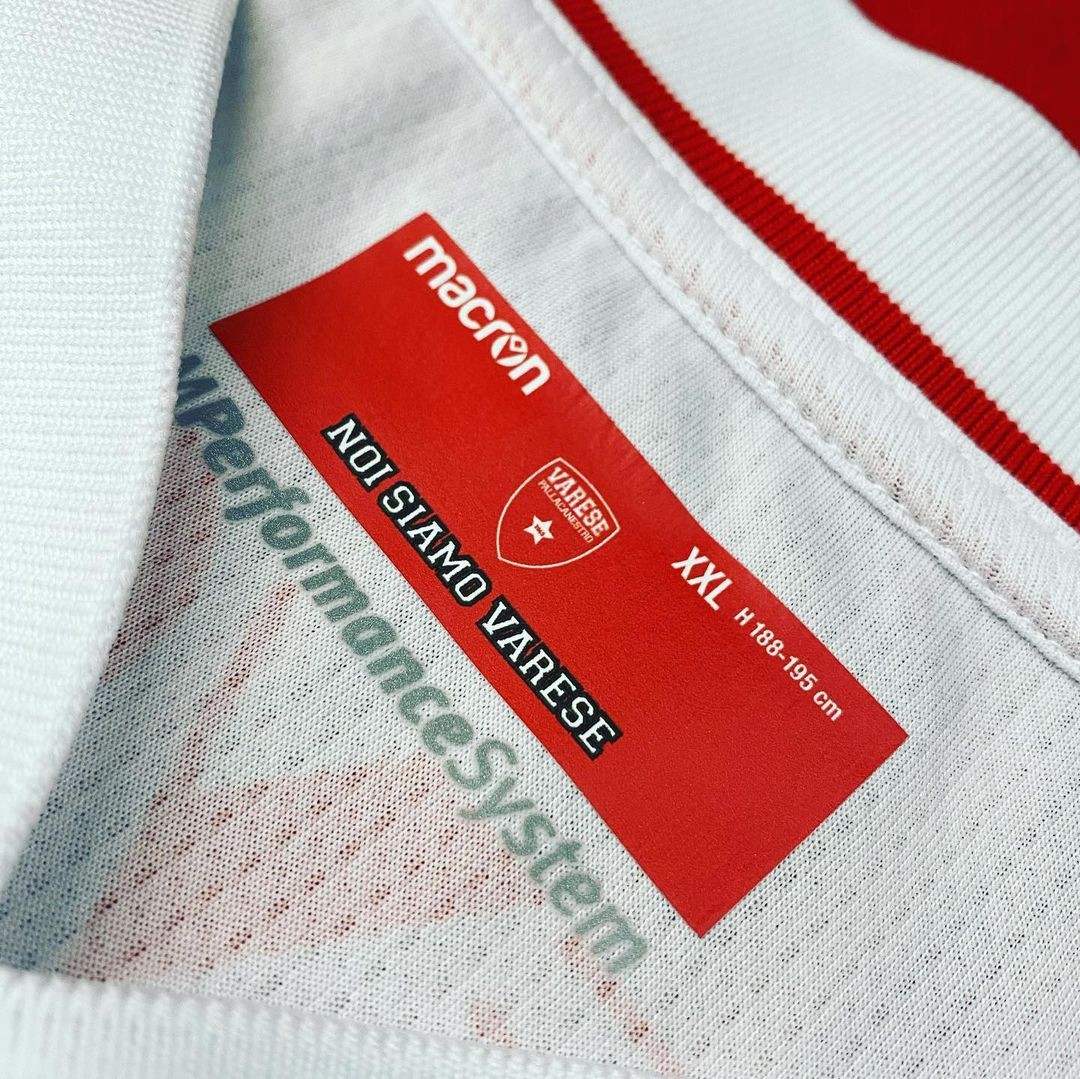 macron
VARESE
PALLACANESTRO
NOI SIAMO VARESE
XXL
H 188-195 cm
MPerformanceSystem